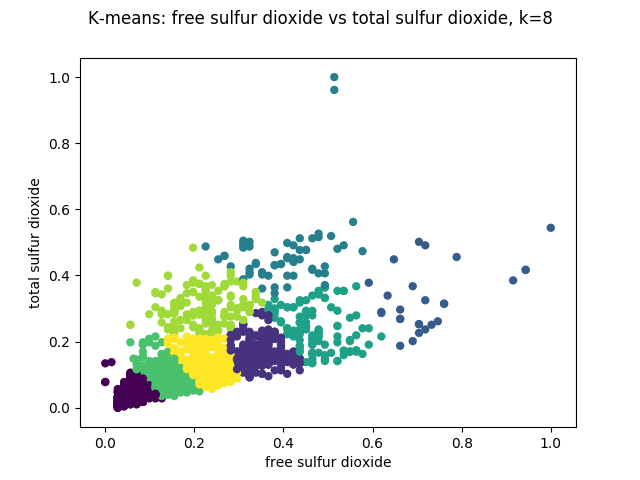 K-means: free sulfur dioxide vs total sulfur dioxide, k=8
1.0
0.8
0.6
0.4
0.2
0.0
total sulfur dioxide
0.0 0.2 0.4 0.6 0.8 1.0
free sulfur dioxide